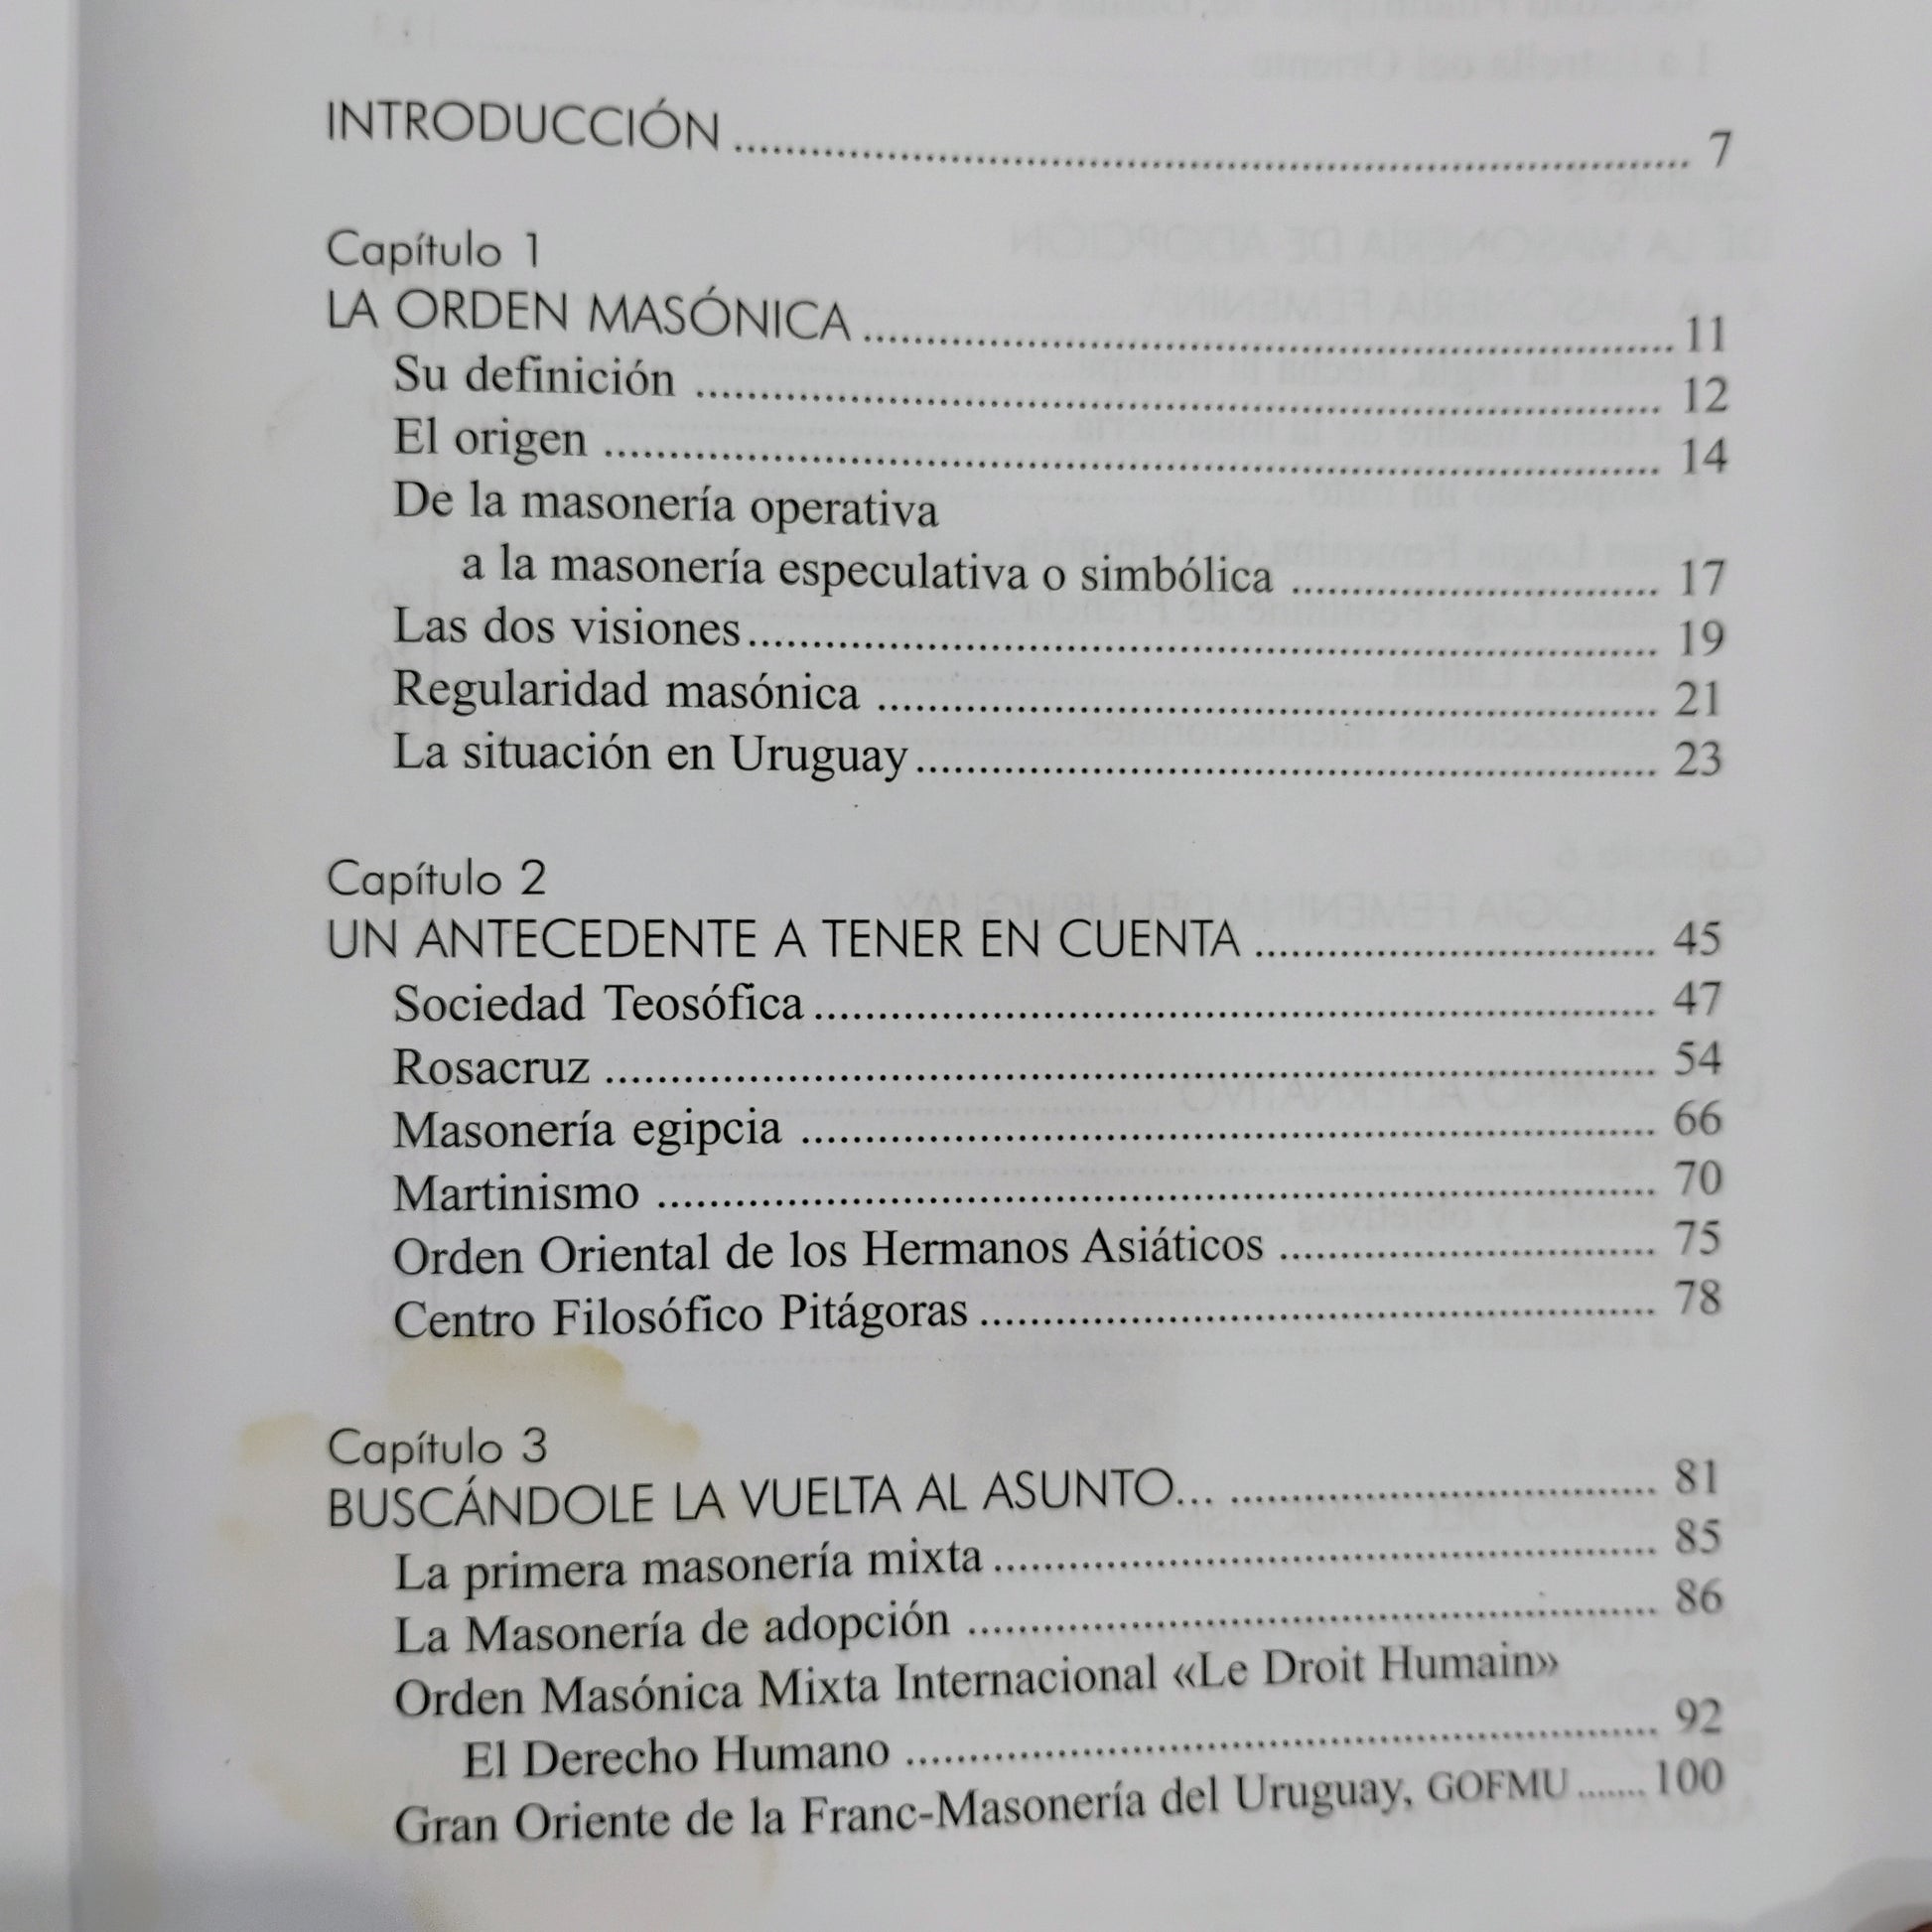 INTRODUCCIÓN ........ 7
Capítulo 1
LA ORDEN MASÓNICA ........ 11
Su definición ........ 12
El origen ........ 14
De la masonería operativa
a la masonería especulativa o simbólica ........ 17
Las dos visiones ........ 19
Regularidad masónica ........ 21
La situación en Uruguay ........ 23
Capítulo 2
UN ANTECEDENTE A TENER EN CUENTA ........ 45
Sociedad Teosófica ........ 47
Rosacruz ........ 54
Masonería egipcia ........ 66
Martinismo ........ 70
Orden Oriental de los Hermanos Asiáticos ........ 75
Centro Filosófico Pitágoras ........ 78
Capítulo 3
BUSCÁNDOLE LA VUELTA AL ASUNTO... ........ 81
La primera masonería mixta ........ 85
La Masonería de adopción ........ 86
Orden Masónica Mixta Internacional «Le Droit Humain»
El Derecho Humano ........ 92
Gran Oriente de la Franc-Masonería del Uruguay, GOFMU ....... 100